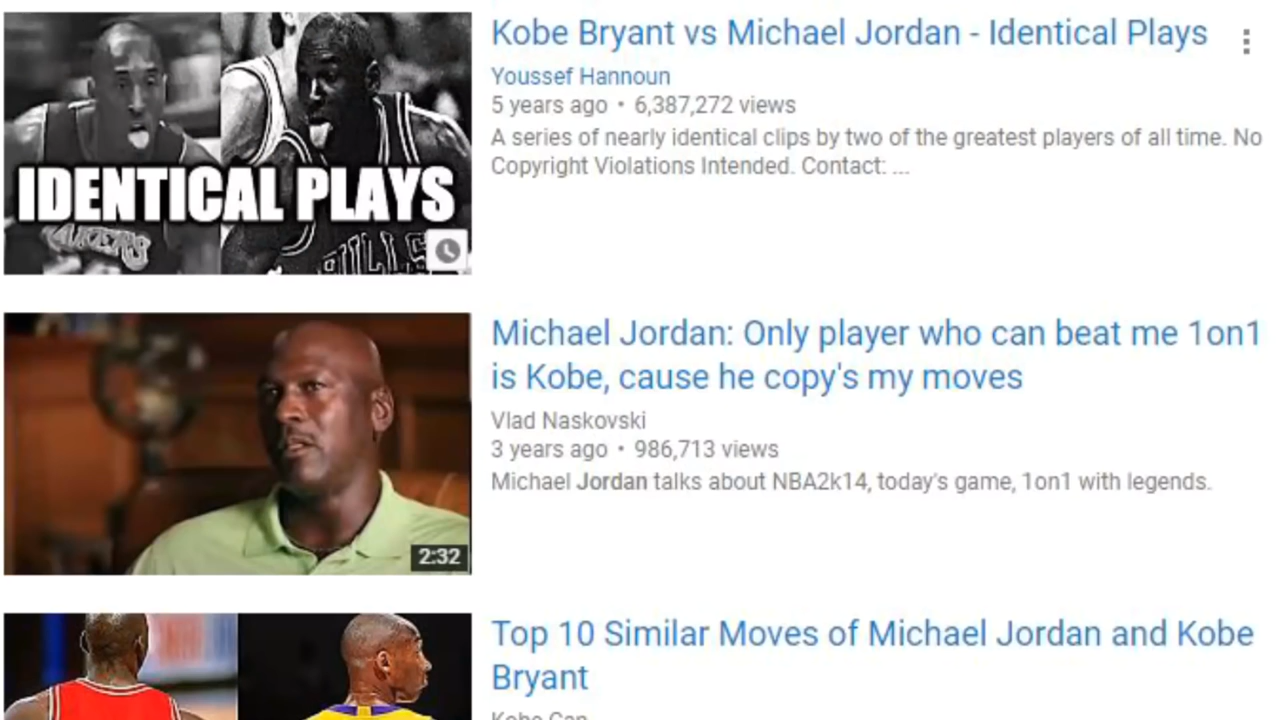 Kobe Bryant vs Michael Jordan - Identical Plays
Youssef Hannoun
5 years ago • 6,387,272 views
A series of nearly identical clips by two of the greatest players of all time. No
Copyright Violations Intended. Contact: ...
IDENTICAL PLAYS
LAKERS
BULLS
Michael Jordan: Only player who can beat me 1on1
is Kobe, cause he copy's my moves
Vlad Naskovski
3 years ago • 986,713 views
Michael Jordan talks about NBA2k14, today's game, 1on1 with legends.
2:32
Top 10 Similar Moves of Michael Jordan and Kobe
Bryant